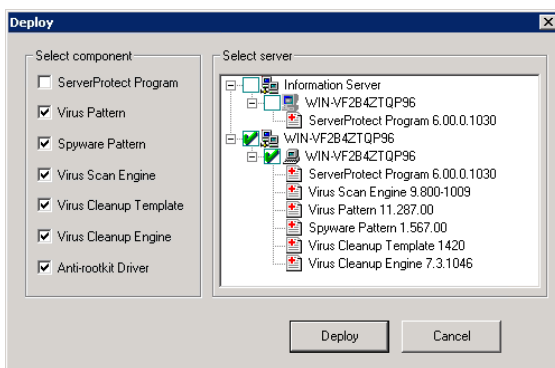 Deploy
Select component
ServerProtect Program
Virus Pattern
Spyware Pattern
Virus Scan Engine
Virus Cleanup Template
Virus Cleanup Engine
Anti-rootkit Driver
Select server
Information Server
WIN-VF2B4ZTQP96
ServerProtect Program 6.00.0.1030
WIN-VF2B4ZTQP96
WIN-VF2B4ZTQP96
ServerProtect Program 6.00.0.1030
Virus Scan Engine 9.800-1009
Virus Pattern 11.287.00
Spyware Pattern 1.567.00
Virus Cleanup Template 1420
Virus Cleanup Engine 7.3.1046
Deploy
Cancel